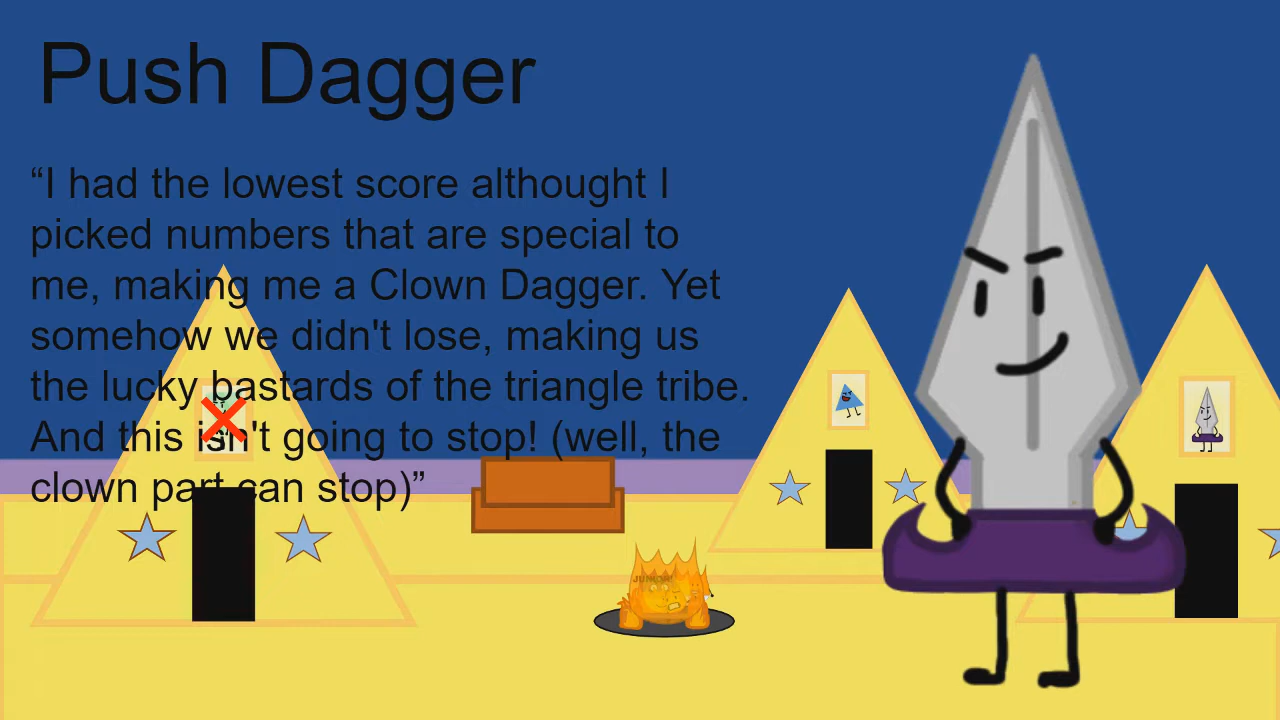 Push Dagger
“I had the lowest score althought I
picked numbers that are special to
me, making me a Clown Dagger. Yet
somehow we didn't lose, making us
the lucky bastards of the triangle tribe.
And this isn't going to stop! (well, the
clown part can stop)”
JUNIOR!